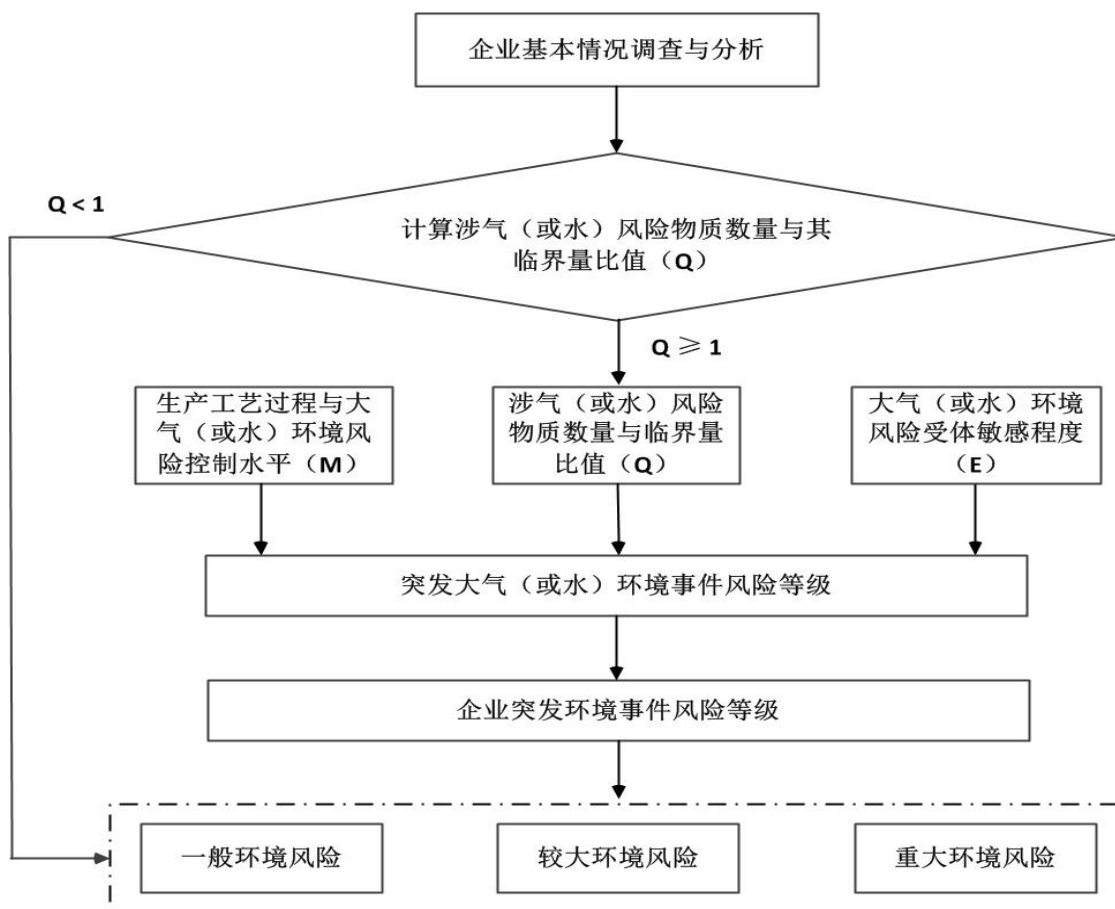 企业基本情况调查与分析
Q < 1
计算涉气（或水）风险物质数量与其
临界量比值（Q）
Q ≥ 1
生产工艺过程与大
气（或水）环境风
险控制水平（M）
涉气（或水）风险
物质数量与临界量
比值（Q）
大气（或水）环境
风险受体敏感程度
（E）
突发大气（或水）环境事件风险等级
企业突发环境事件风险等级
一般环境风险
较大环境风险
重大环境风险